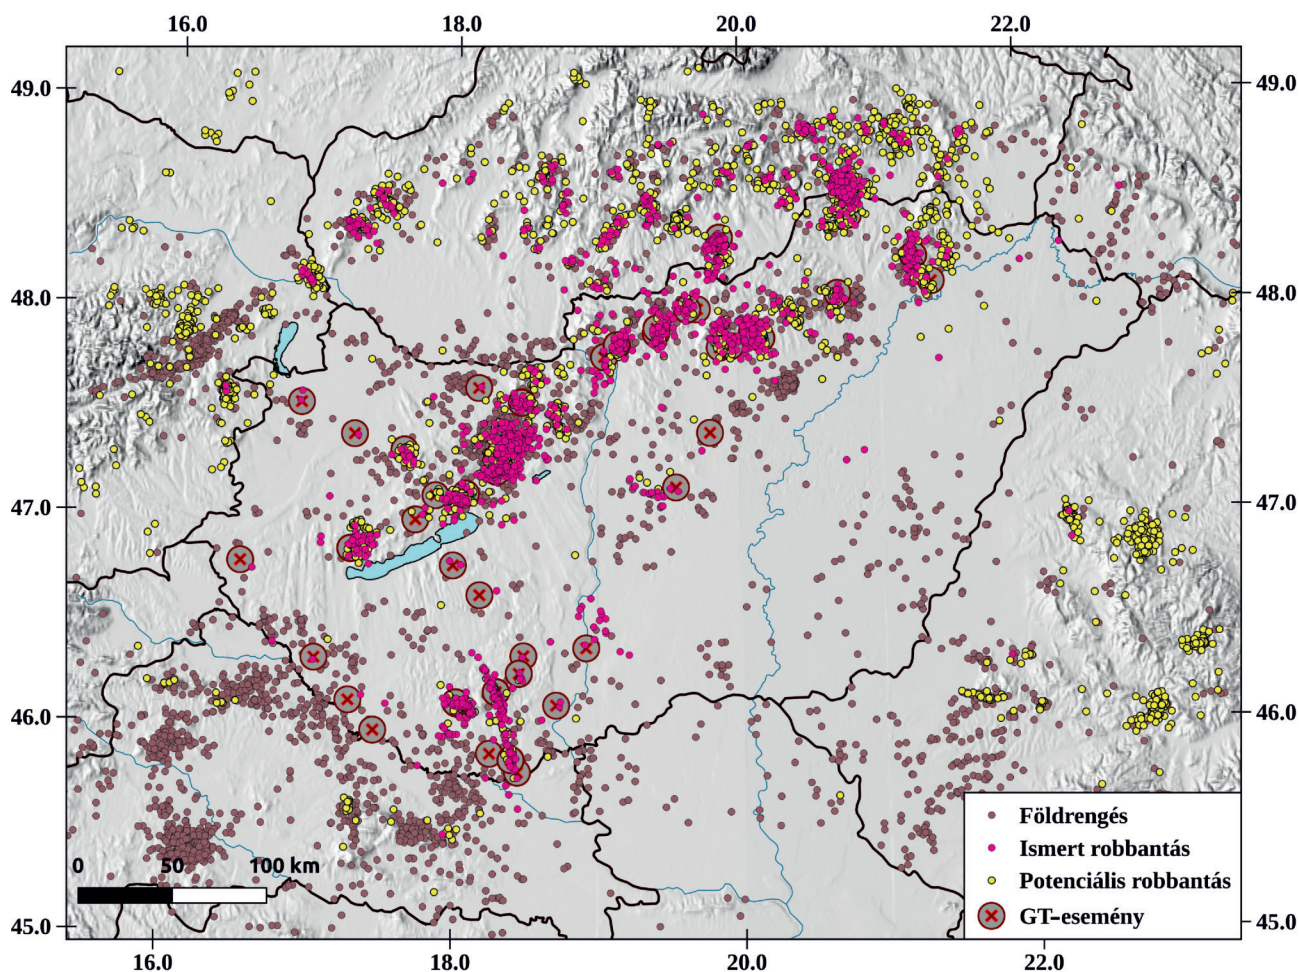 16.0 18.0 20.0 22.0
49.0 49.0
48.0 48.0
47.0 47.0
46.0 46.0
Földrengés
Ismert robbantás
0 50 100 km
Potenciális robbantás
GT-esemény
45.0 45.0
16.0 18.0 20.0 22.0